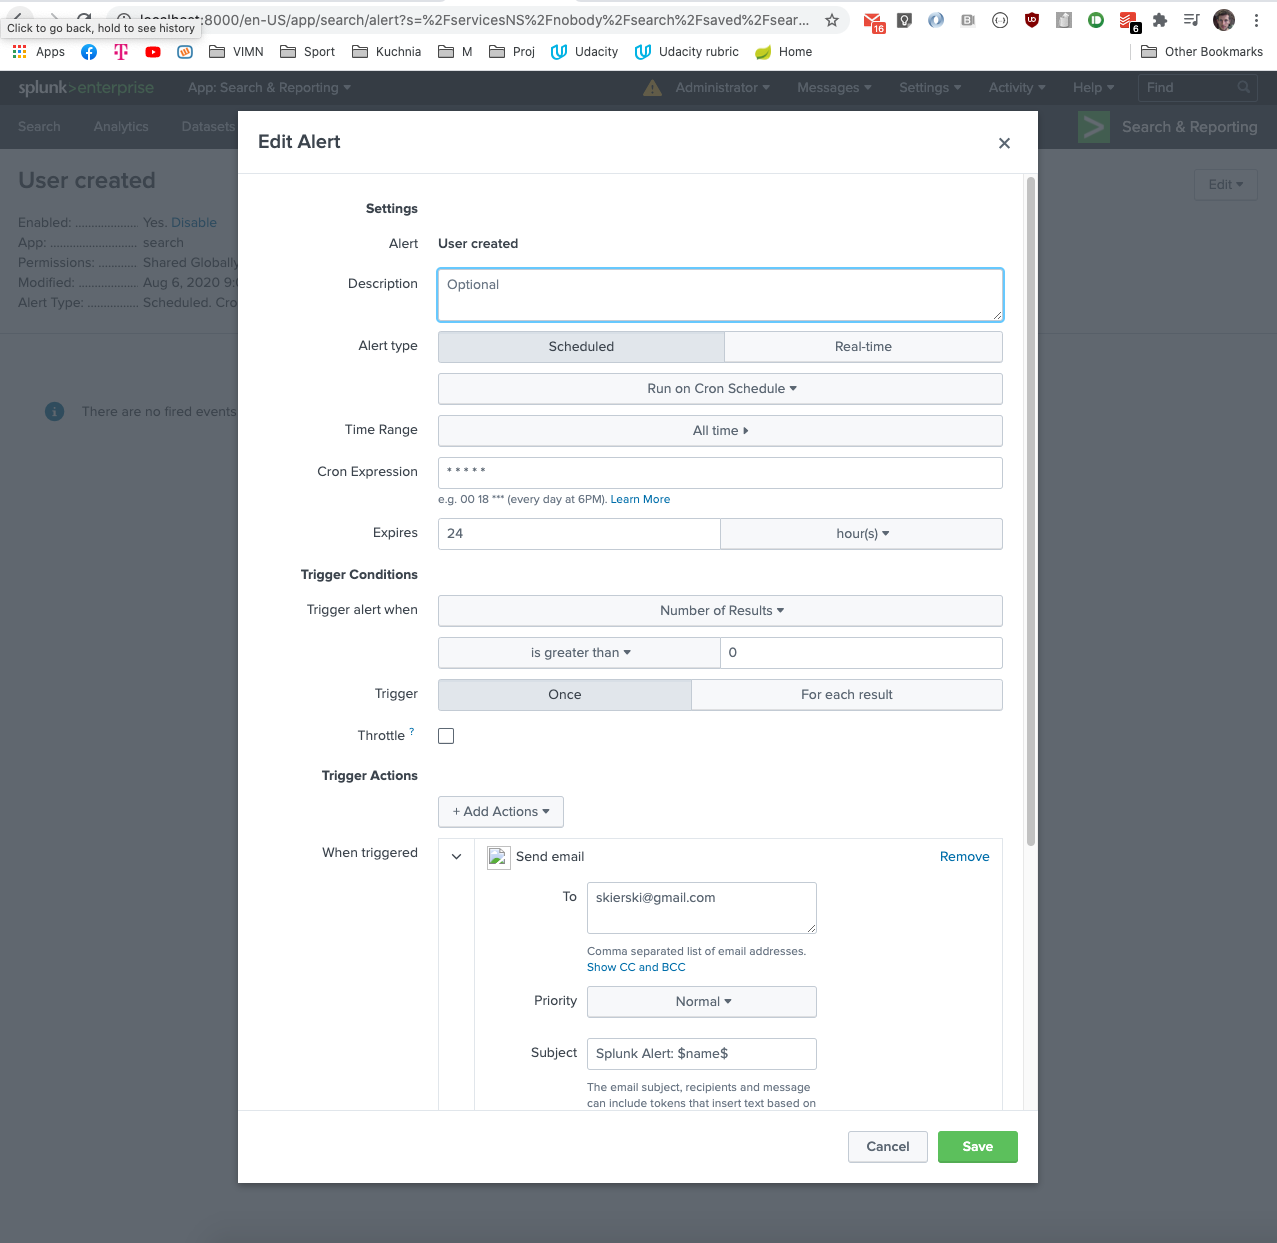 localhost:8000/en-US/app/search/alert?s=%2FservicesNS%2Fnobody%2Fsearch%2Fsaved%2Fsear...
16
6
Click to go back, hold to see history
Apps VIMN Sport Kuchnia M Proj Udacity Udacity rubric Home Other Bookmarks
splunk>enterprise App: Search & Reporting Administrator Messages Settings Activity Help Find
Search Analytics Datasets Search & Reporting
User created
Edit
Enabled: ................... Yes. Disable
App: .......................... search
Permissions: ............ Shared Globally
Modified: .................. Aug 6, 2020 9:0
Alert Type: ............... Scheduled. Cro
There are no fired events
Edit Alert
Settings
Alert User created
Description Optional
Alert type Scheduled Real-time
Run on Cron Schedule
Time Range All time
Cron Expression * * * * *
e.g. 00 18 *** (every day at 6PM). Learn More
Expires 24 hour(s)
Trigger Conditions
Trigger alert when Number of Results
is greater than 0
Trigger Once For each result
Throttle ?
Trigger Actions
+ Add Actions
When triggered Send email Remove
To skierski@gmail.com
Comma separated list of email addresses.
Show CC and BCC
Priority Normal
Subject Splunk Alert: $name$
The email subject, recipients and message
can include tokens that insert text based on
Cancel Save